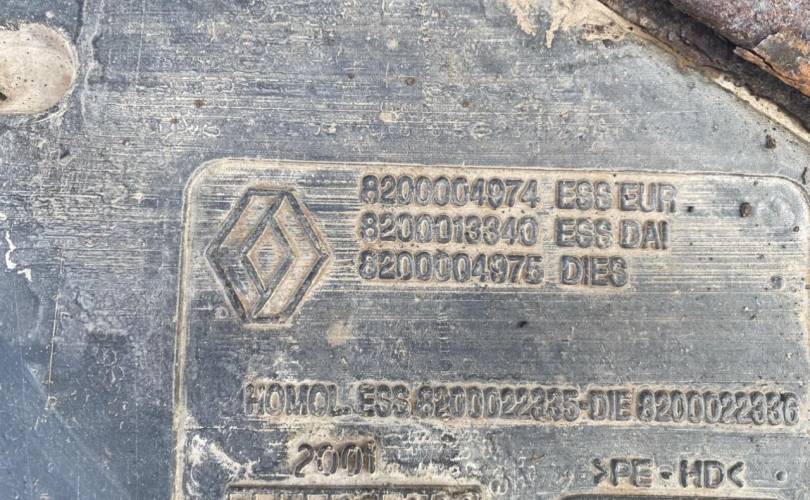 8200004974 ESS EUR
8200013340 ESS DAI
8200004975 DIES
HOMOL. ESS 8200022335-DIE 8200022336
2001
>PE-HD<